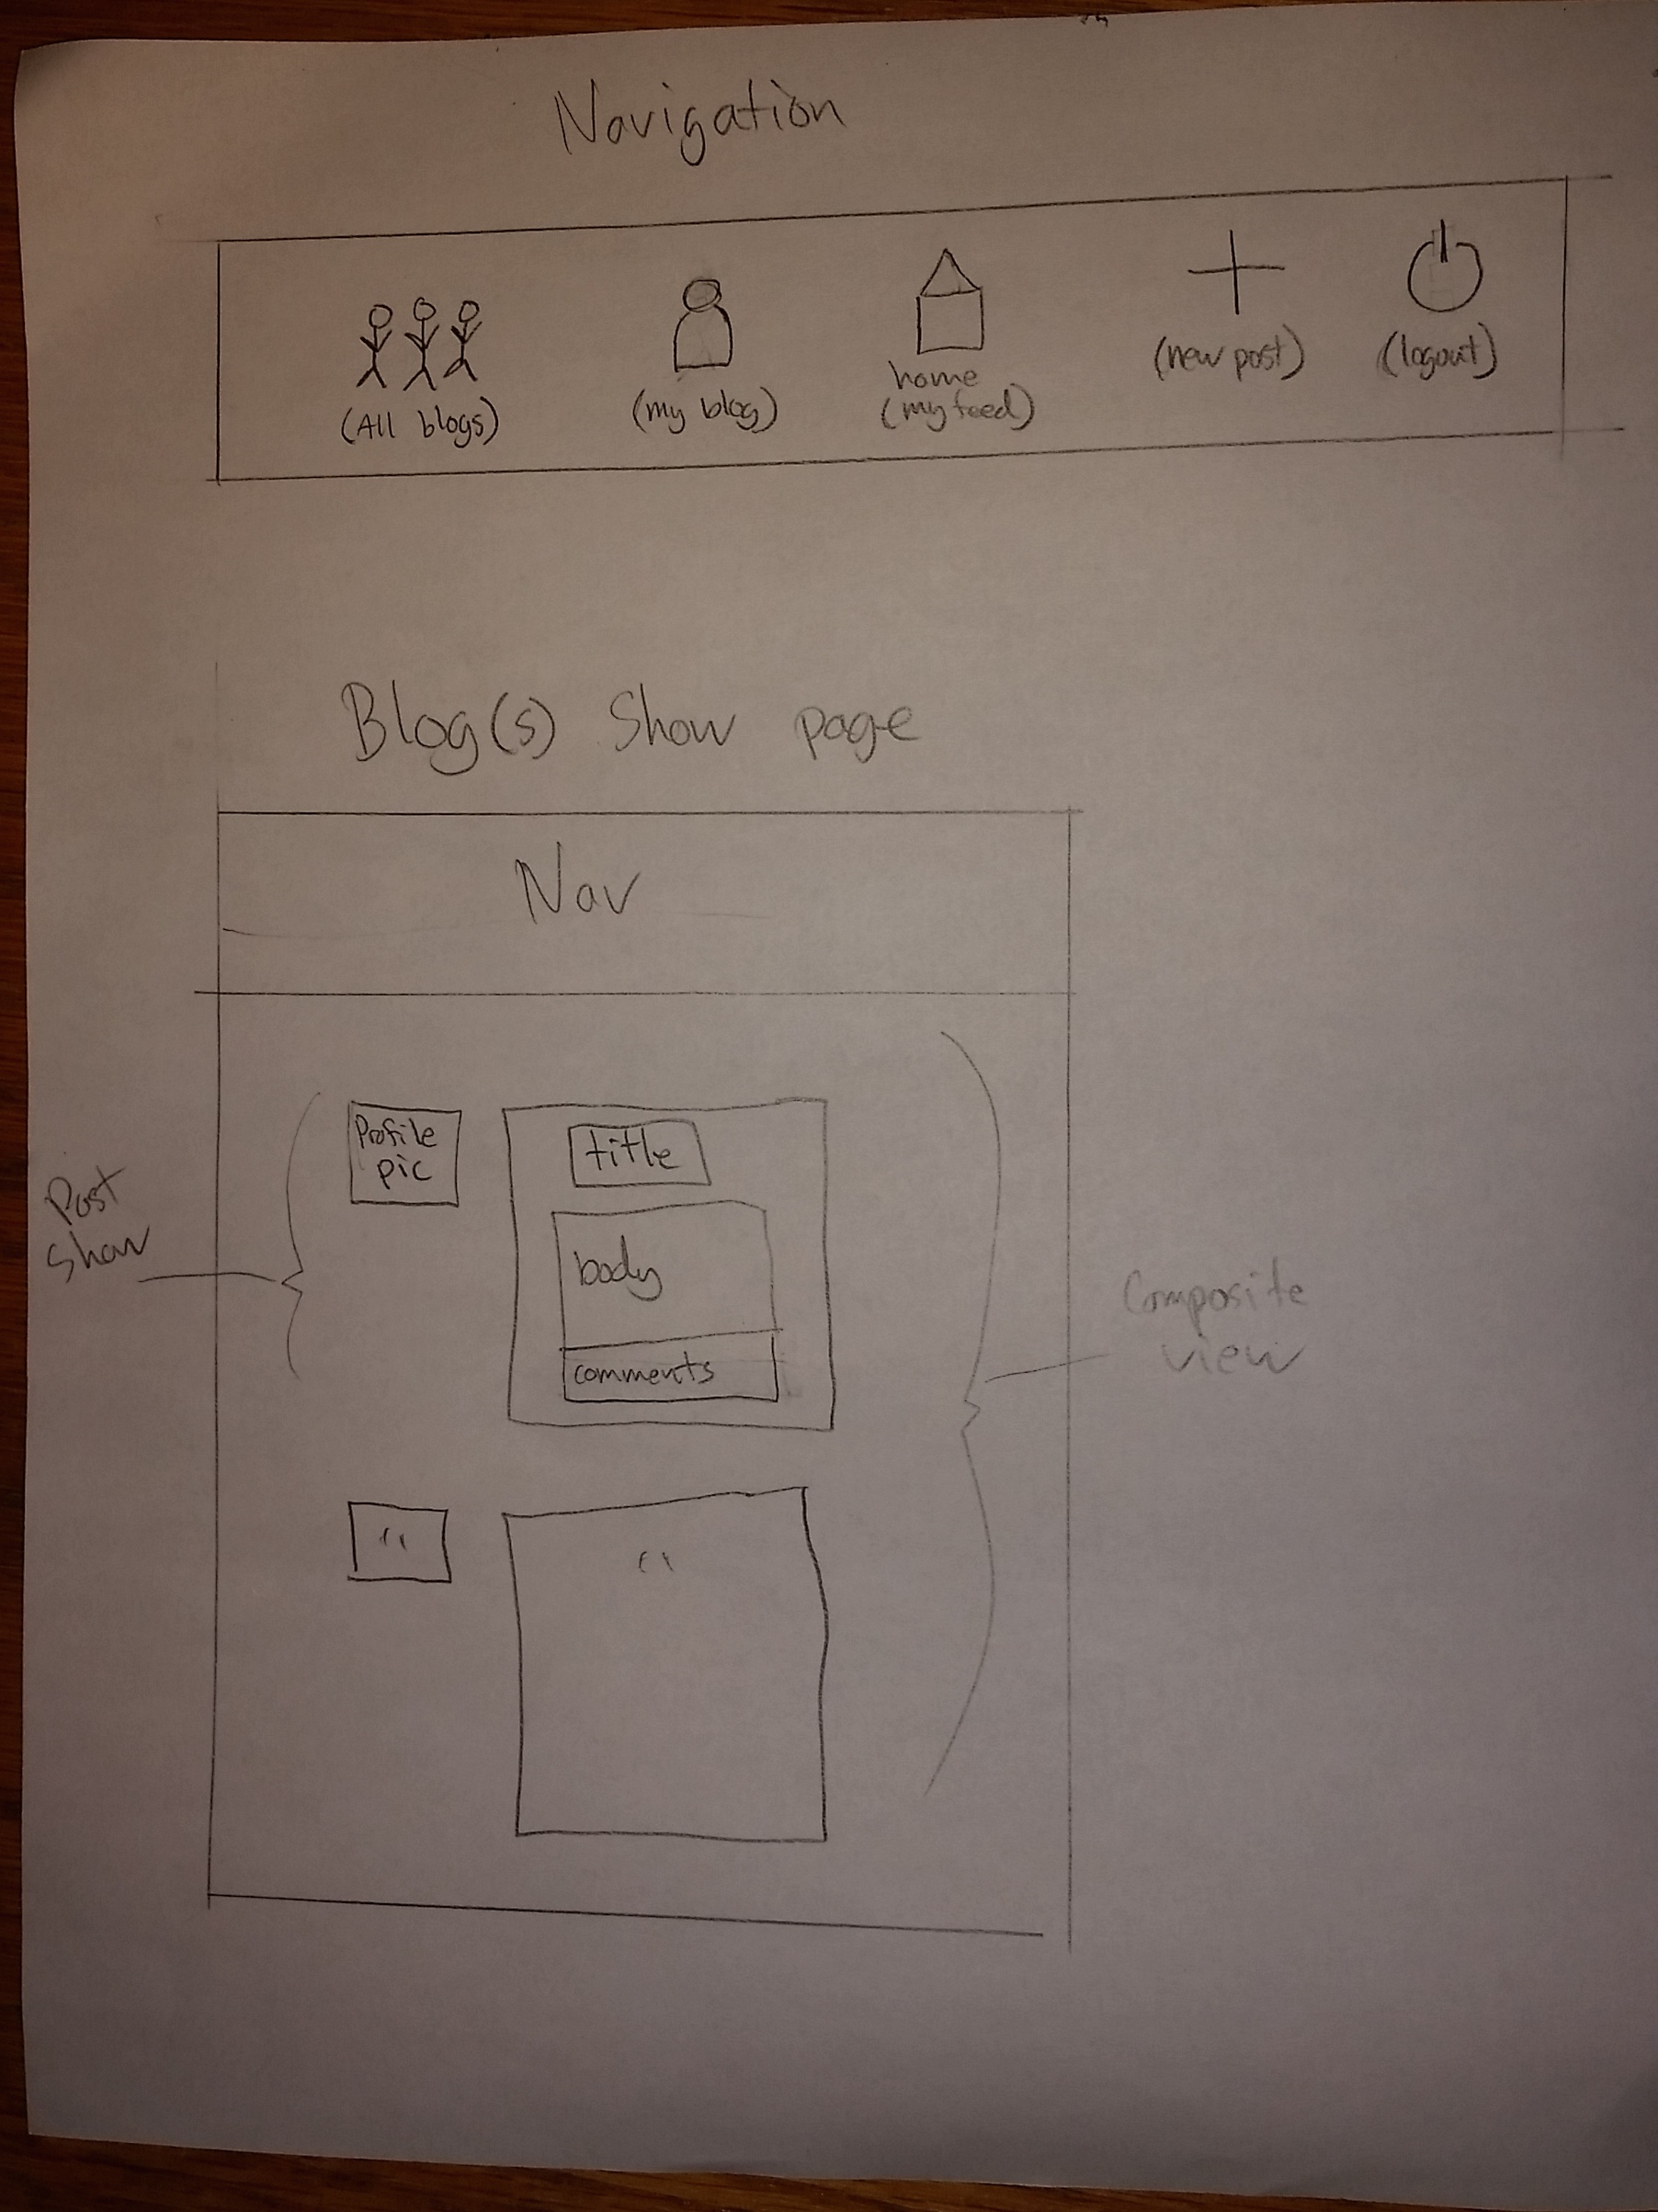 Navigation
(All blogs)
(my blog)
home
(my feed)
(new post)
(logout)
Blog(s) Show page
Nav
Profile
pic
title
body
comments
Post
Show
Composite
view
"
"